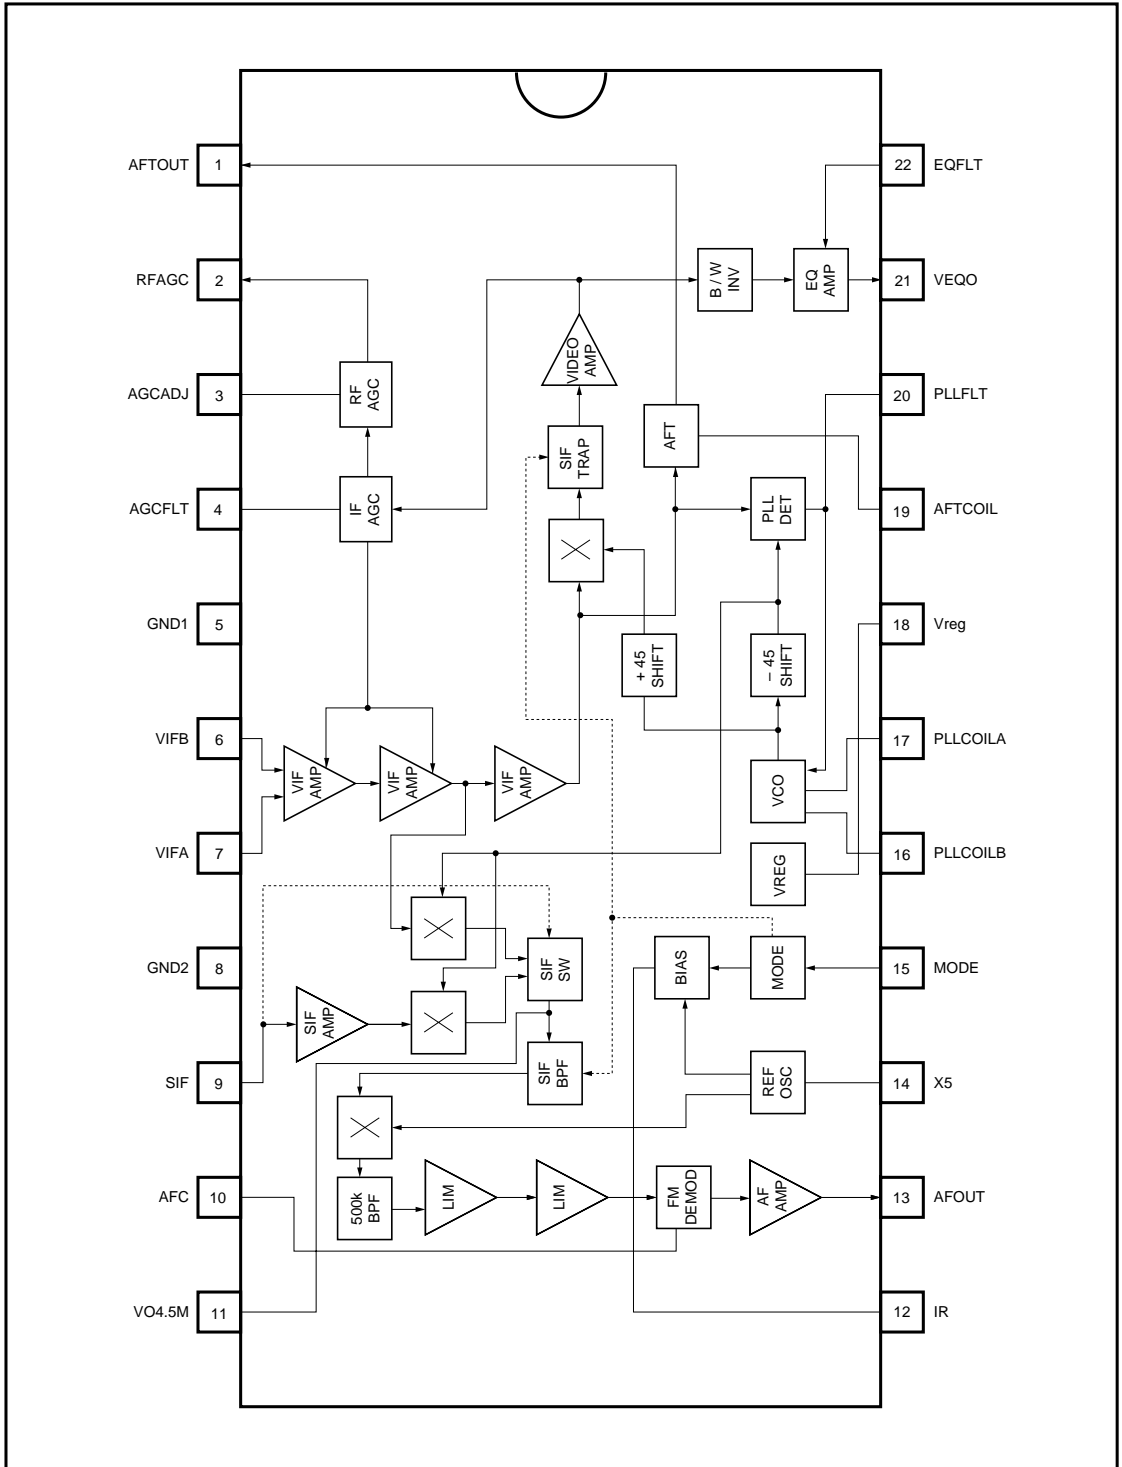 AFTOUT 1
22 EQFLT
RFAGC 2
B / W
INV
EQ
AMP
21 VEQO
VIDEO
AMP
AGCADJ 3
RF
AGC
AFT
20 PLLFLT
SIF
TRAP
AGCFLT 4
IF
AGC
PLL
DET
19 AFTCOIL
GND1 5
18 Vreg
+ 45
SHIFT
– 45
SHIFT
VIFB 6
17 PLLCOILA
VIF
AMP
VIF
AMP
VIF
AMP
VCO
VIFA 7
16 PLLCOILB
VREG
GND2 8
SIF
SW
BIAS
MODE
15 MODE
SIF
AMP
SIF 9
SIF
BPF
REF
OSC
14 X5
AFC 10
500k
BPF
LIM
LIM
FM
DEMOD
AF
AMP
13 AFOUT
VO4.5M 11
12 IR